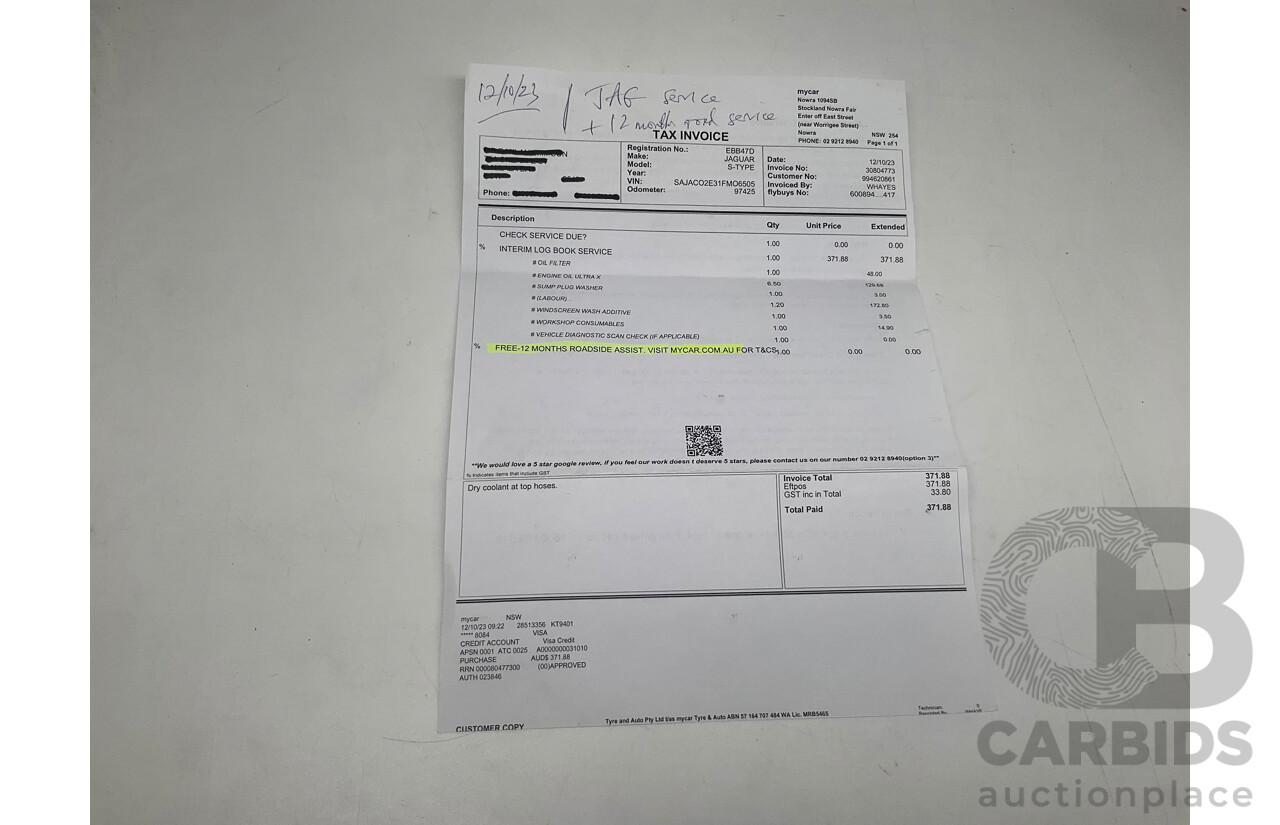 12/10/23
JAG service
+ 12 month road service
mycar
Nowra 1094SB
Stockland Nowra Fair
Enter off East Street
(near Worrigee Street)
Nowra NSW 254
PHONE: 02 9212 8940 Page 1 of 1
TAX INVOICE
Phone:
Registration No.: EBB47D
Make: JAGUAR
Model: S-TYPE
Year:
VIN: SAJACO2E31FMO6505
Odometer: 97425
Date: 12/10/23
Invoice No: 30804773
Customer No: 994620861
Invoiced By: WHAYES
flybuys No: 600894....417
Description Qty Unit Price Extended
CHECK SERVICE DUE? 1.00 0.00 0.00
% INTERIM LOG BOOK SERVICE 1.00 371.88 371.88
# OIL FILTER 1.00 48.00
# ENGINE OIL ULTRA X 6.50 129.68
# SUMP PLUG WASHER 1.00 3.00
# (LABOUR)... 1.20 172.80
# WINDSCREEN WASH ADDITIVE 1.00 3.50
# WORKSHOP CONSUMABLES 1.00 14.90
# VEHICLE DIAGNOSTIC SCAN CHECK (IF APPLICABLE) 1.00 0.00
% FREE-12 MONTHS ROADSIDE ASSIST. VISIT MYCAR.COM.AU FOR T&CS 1.00 0.00 0.00
**We would love a 5 star google review, if you feel our work doesn t deserve 5 stars, please contact us on our number 02 9212 8940(option 3)**
% Indicates items that include GST
Dry coolant at top hoses.
Invoice Total 371.88
Eftpos 371.88
GST inc in Total 33.80
Total Paid 371.88
mycar NSW
12/10/23 09:22 28513356 KT9401
***** 8084 VISA
CREDIT ACCOUNT Visa Credit
APSN 0001 ATC 0025 A0000000031010
PURCHASE AUD$ 371.88
RRN 000080477300 (00)APPROVED
AUTH 023846
CUSTOMER COPY
Tyre and Auto Pty Ltd t/as mycar Tyre & Auto ABN 57 164 707 484 WA Lic. MRB5465
Technician:
CB
CARBIDS
auctionplace